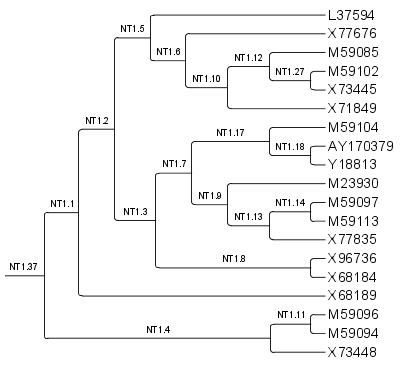 L37594
NT1.5
X77676
NT1.6
M59085
NT1.12
M59102
NT1.27
X73445
NT1.10
X71849
NT1.2
M59104
NT1.17
AY170379
NT1.18
Y18813
NT1.7
M23930
NT1.9
M59097
NT1.14
M59113
NT1.13
X77835
NT1.1
NT1.3
X96736
NT1.8
X68184
NT1.37
X68189
M59096
NT1.11
M59094
NT1.4
X73448